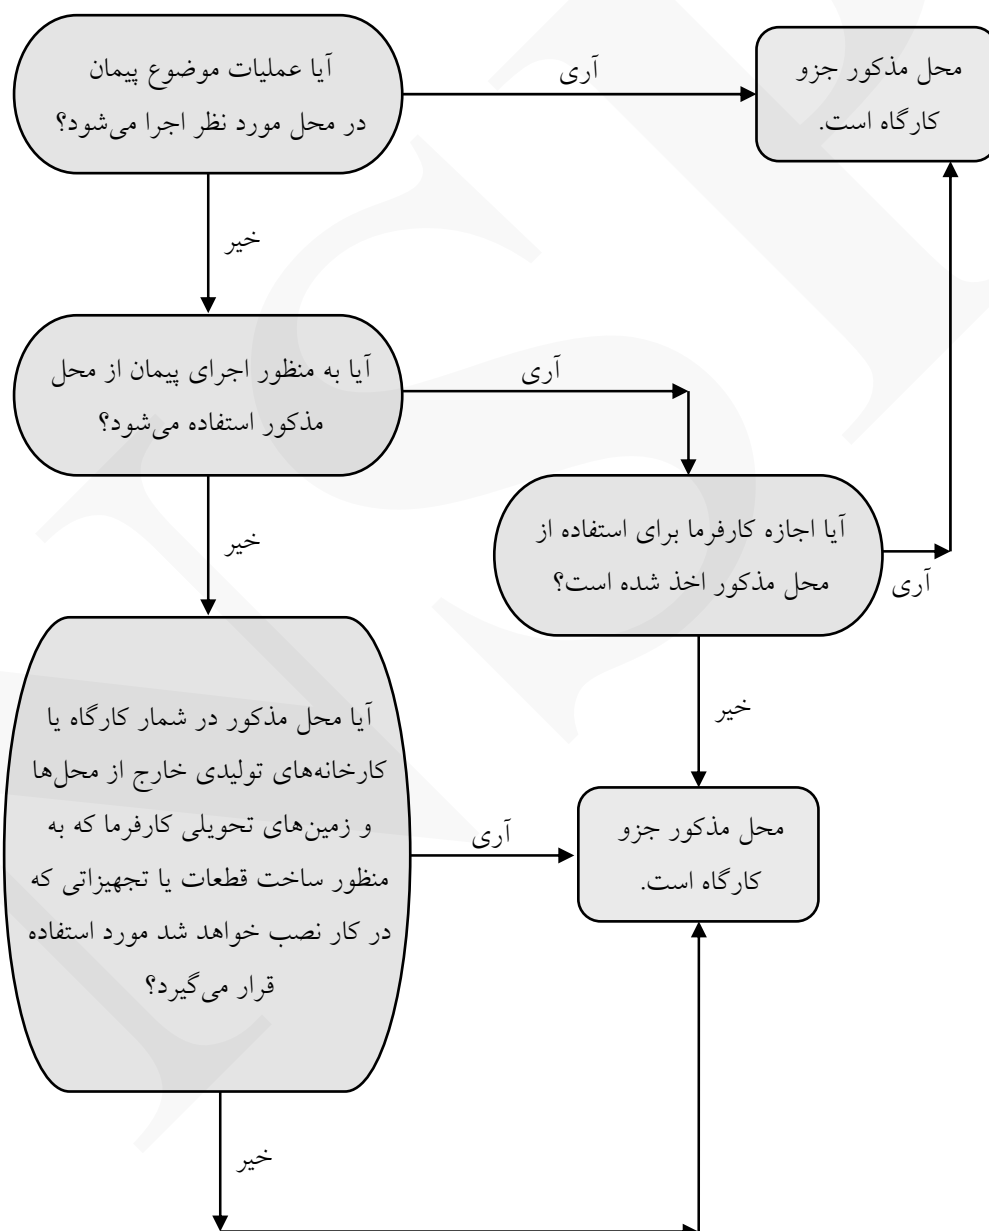 آیا عملیات موضوع پیمان
در محل مورد نظر اجرا می‌شود؟
آری
محل مذکور جزو
کارگاه است.
خیر
آیا به منظور اجرای پیمان از محل
مذکور استفاده می‌شود؟
آری
آیا اجازه کارفرما برای استفاده از
محل مذکور اخذ شده است؟
آری
خیر
خیر
آیا محل مذکور در شمار کارگاه یا
کارخانه‌های تولیدی خارج از محل‌ها
و زمین‌های تحویلی کارفرما که به
منظور ساخت قطعات یا تجهیزاتی که
در کار نصب خواهد شد مورد استفاده
قرار می‌گیرد؟
آری
محل مذکور جزو
کارگاه است.
خیر